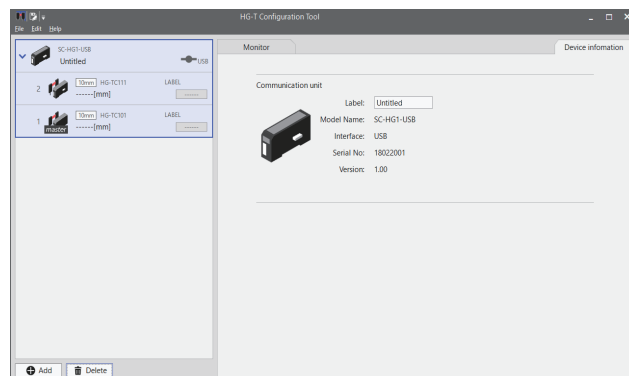 HG-T Configuration Tool
File Edit Help
SC-HG1-USB
Untitled
USB
2 10mm HG-TC111 LABEL
------[mm] ------
1 10mm HG-TC101 LABEL
master ------[mm] ------
Add Delete
Monitor Device infomation
Communication unit
Label: Untitled
Model Name: SC-HG1-USB
Interface: USB
Serial No: 18022001
Version: 1.00